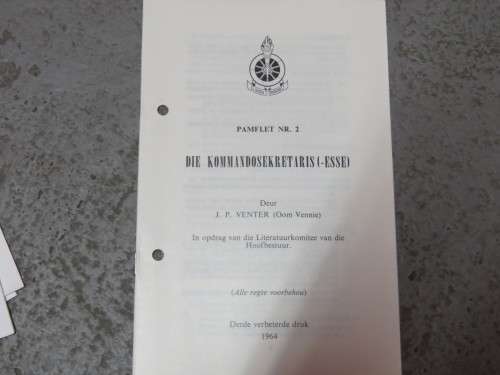 PAMFLET NR. 2
DIE KOMMANDOSEKRETARIS (-ESSE)
Deur
J. P. VENTER (Oom Vennie)
In opdrag van die Literatuurkomitee van die
Hoofbestuur.
(Alle regte voorbehou)
Derde verbeterde druk
1964